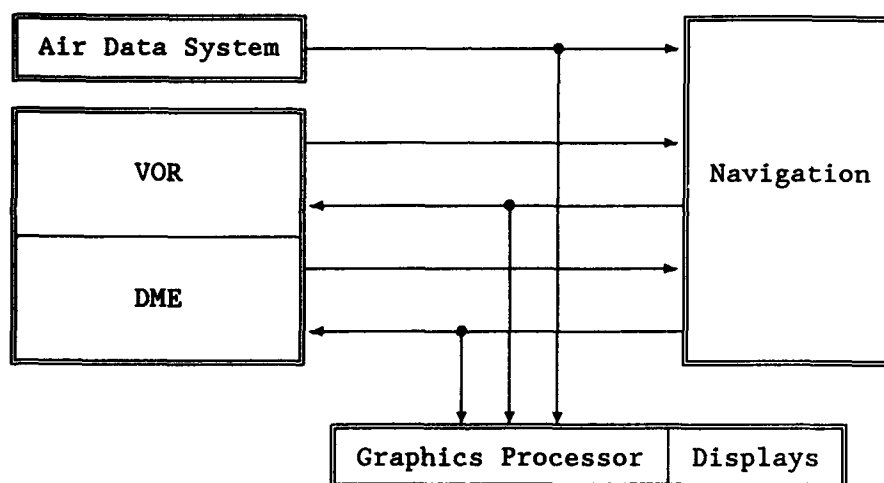 Air Data System
VOR
Navigation
DME
Graphics Processor
Displays